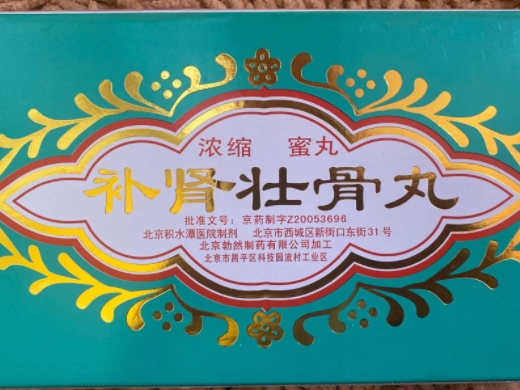 浓缩 蜜丸
补肾壮骨丸
批准文号：京药制字Z20053696
北京积水潭医院制剂 北京市西城区新街口东街31号
北京勃然制药有限公司加工
北京市昌平区科技园流村工业区